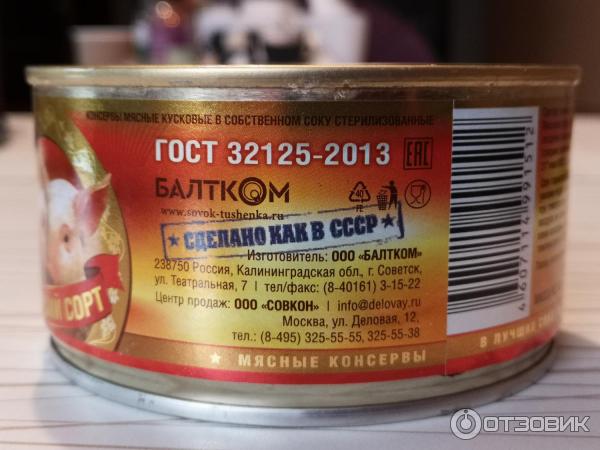 КОНСЕРВЫ МЯСНЫЕ КУСКОВЫЕ В СОБСТВЕННОМ СОКУ СТЕРИЛИЗОВАННЫЕ
ГОСТ 32125-2013 ЕАС
БАЛТКОМ
www.sovok-tushenka.ru
40
FE
★ СДЕЛАНО КАК В СССР ★
Изготовитель: ООО «БАЛТКОМ»
238750 Россия, Калининградская обл., г. Советск,
ул. Театральная, 7 | тел/факс: (8-40161) 3-15-22
Центр продаж: ООО «СОВКОН» | info@delovay.ru
Москва, ул. Деловая, 12,
тел.: (8-495) 325-55-55, 325-55-38
★ МЯСНЫЕ КОНСЕРВЫ
СОРТ
4607114991512
В ЛУЧШИХ
ОТЗОВИК